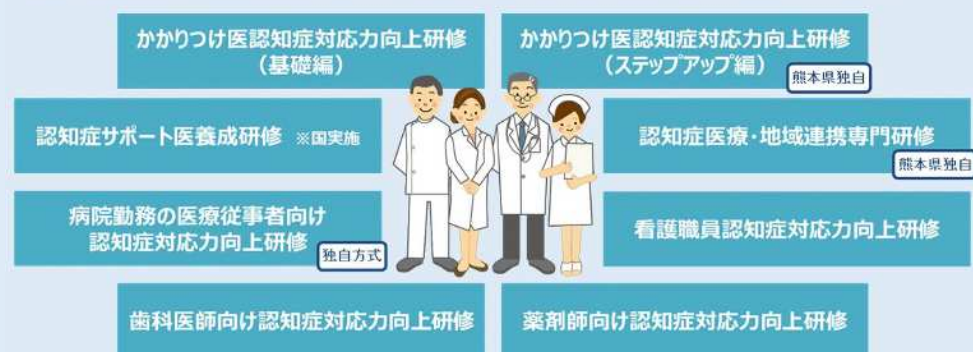 かかりつけ医認知症対応力向上研修
（基礎編）
かかりつけ医認知症対応力向上研修
（ステップアップ編）
熊本県独自
認知症サポート医養成研修 ※国実施
認知症医療・地域連携専門研修
熊本県独自
病院勤務の医療従事者向け
認知症対応力向上研修
独自方式
看護職員認知症対応力向上研修
歯科医師向け認知症対応力向上研修
薬剤師向け認知症対応力向上研修